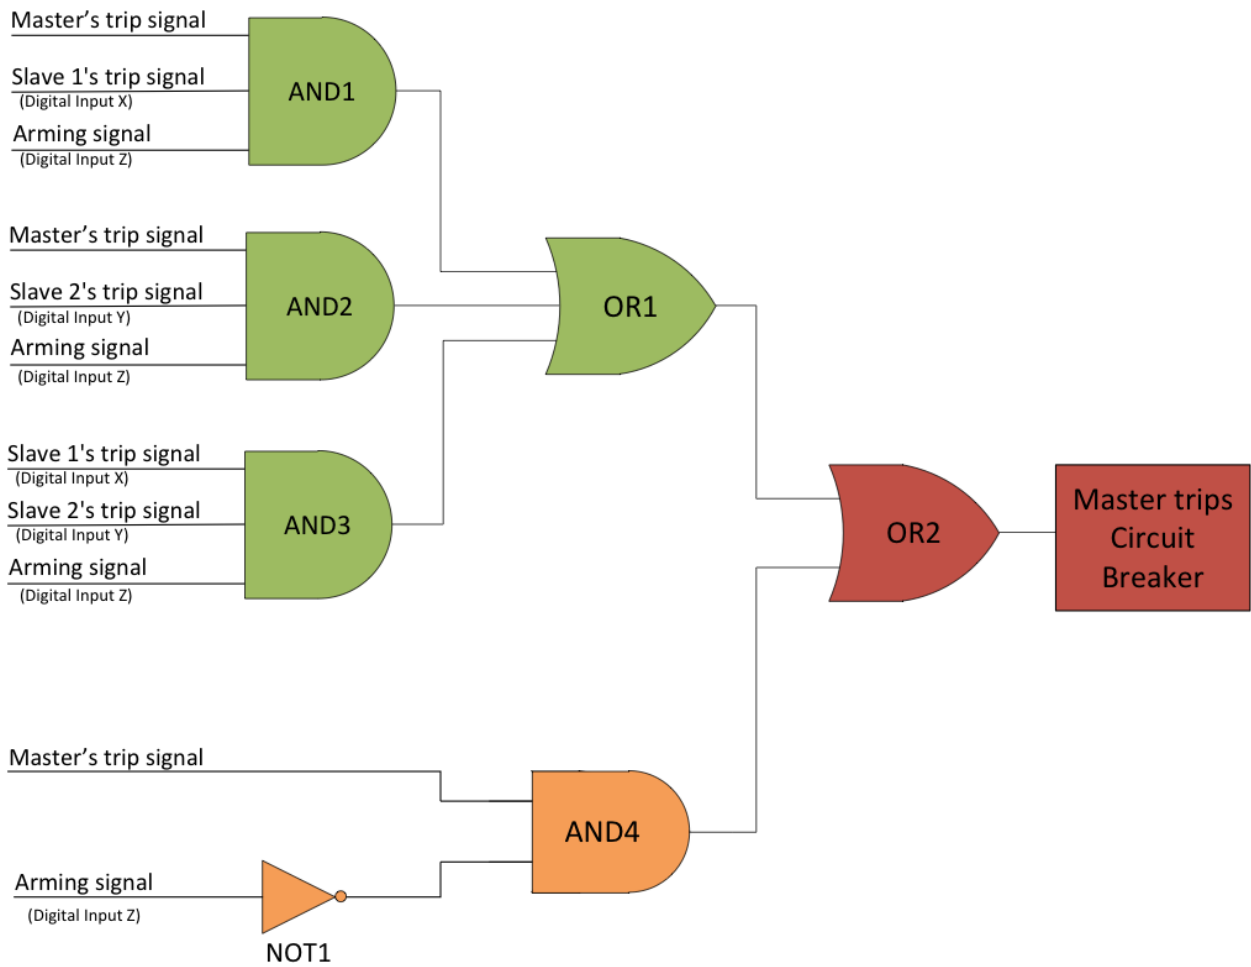 Master’s trip signal
Slave 1's trip signal
(Digital Input X)
Arming signal
(Digital Input Z)
AND1
Master’s trip signal
Slave 2's trip signal
(Digital Input Y)
Arming signal
(Digital Input Z)
AND2
OR1
Slave 1's trip signal
(Digital Input X)
Slave 2's trip signal
(Digital Input Y)
Arming signal
(Digital Input Z)
AND3
OR2
Master trips
Circuit
Breaker
Master’s trip signal
AND4
Arming signal
(Digital Input Z)
NOT1